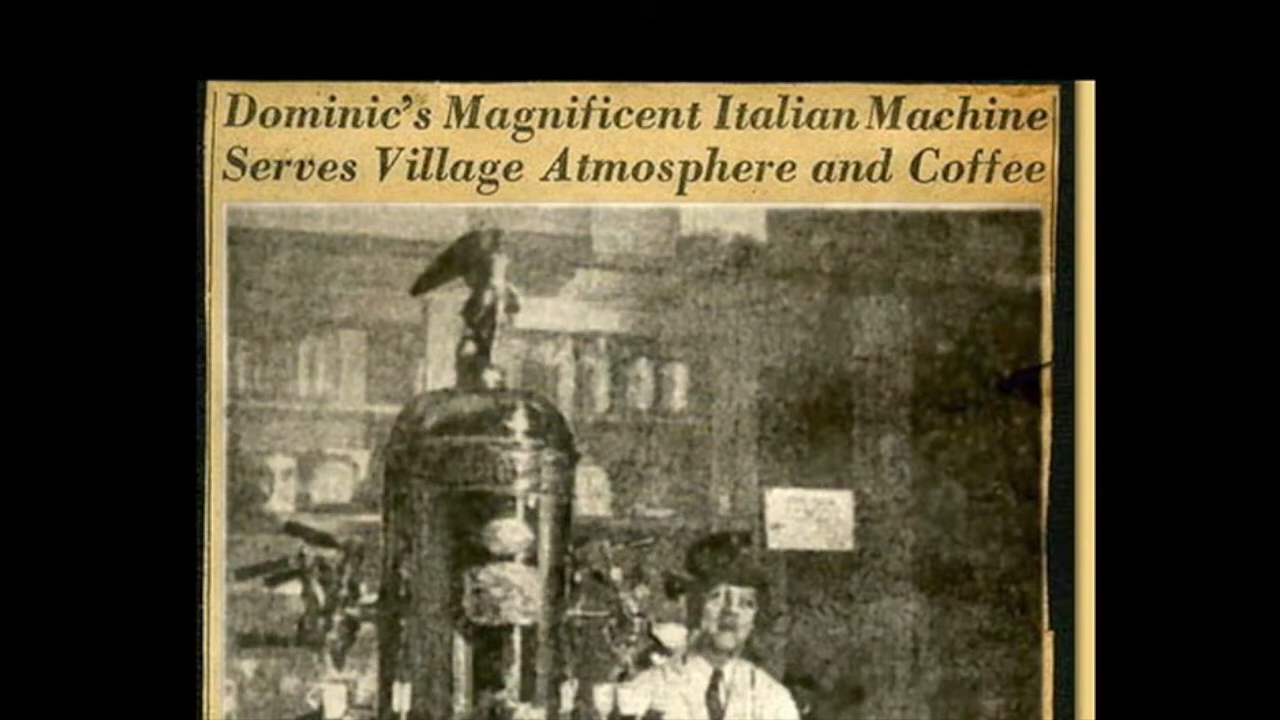 Dominic's Magnificent Italian Machine
Serves Village Atmosphere and Coffee